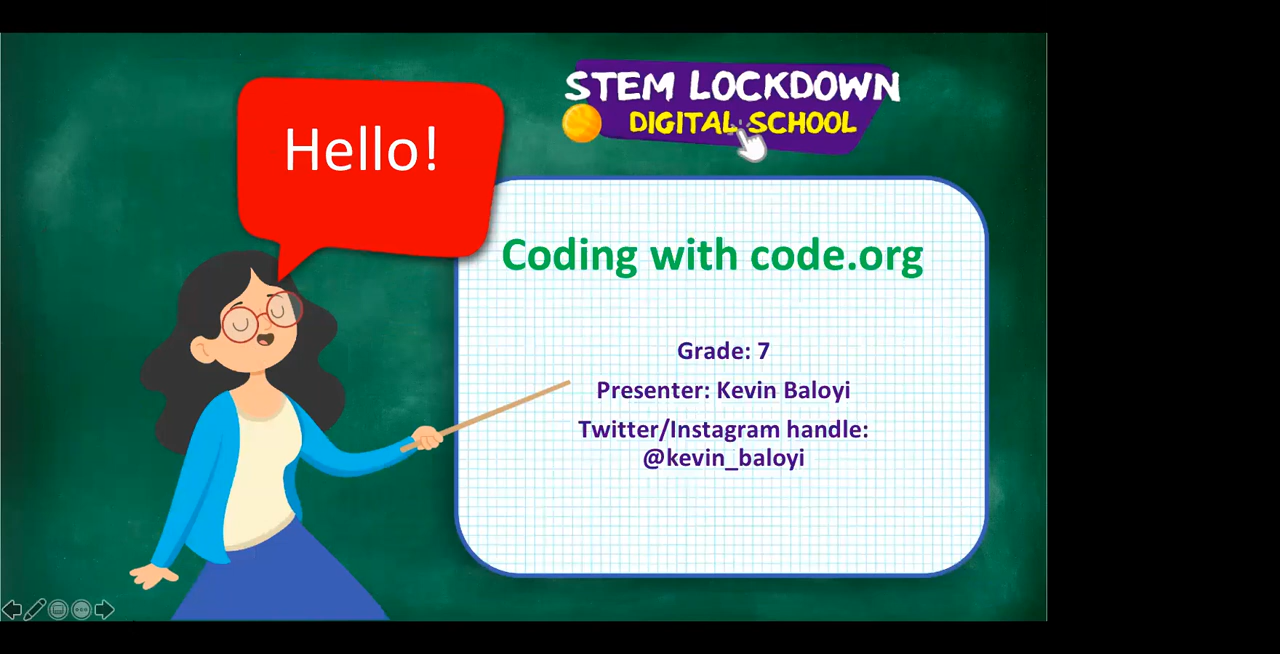 Hello!
STEM LOCKDOWN
DIGITAL SCHOOL
Coding with code.org
Grade: 7
Presenter: Kevin Baloyi
Twitter/Instagram handle:
@kevin_baloyi